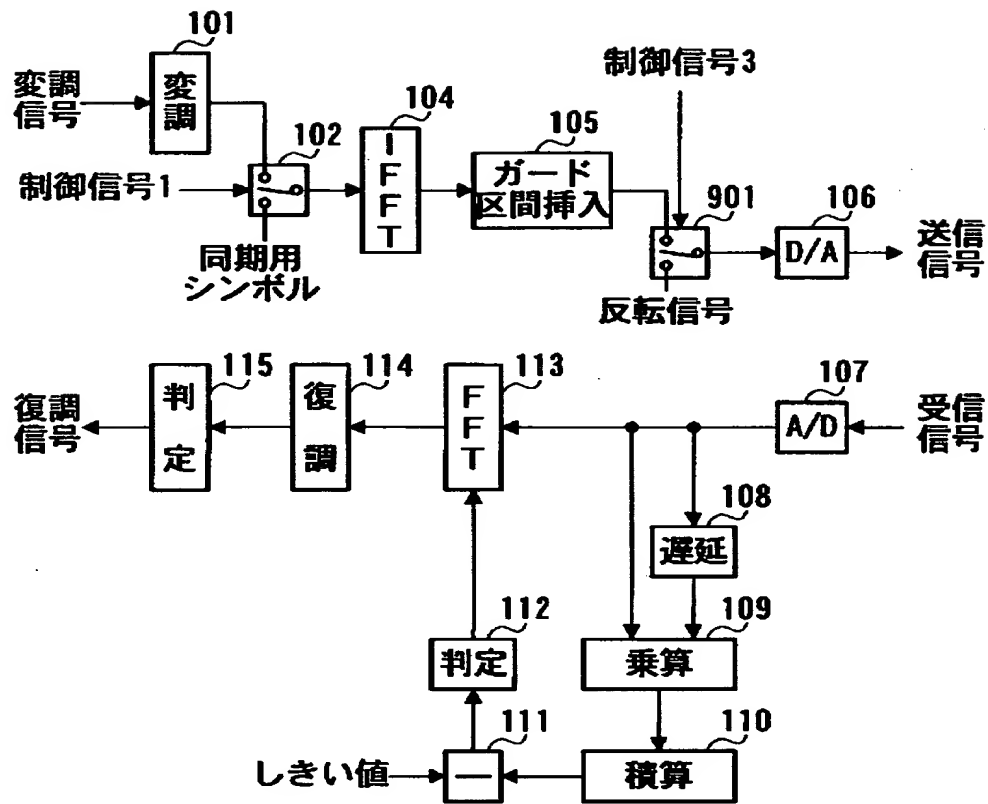 101
変調
信号
変
調
制御信号1
102
同期用
シンボル
104
I
F
F
T
105
ガード
区間挿入
制御信号3
901
反転信号
106
D/A
送信
信号
復調
信号
115
判
定
114
復
調
113
F
F
T
107
A/D
受信
信号
108
遅延
109
乗算
112
判定
111
—
110
積算
しきい値